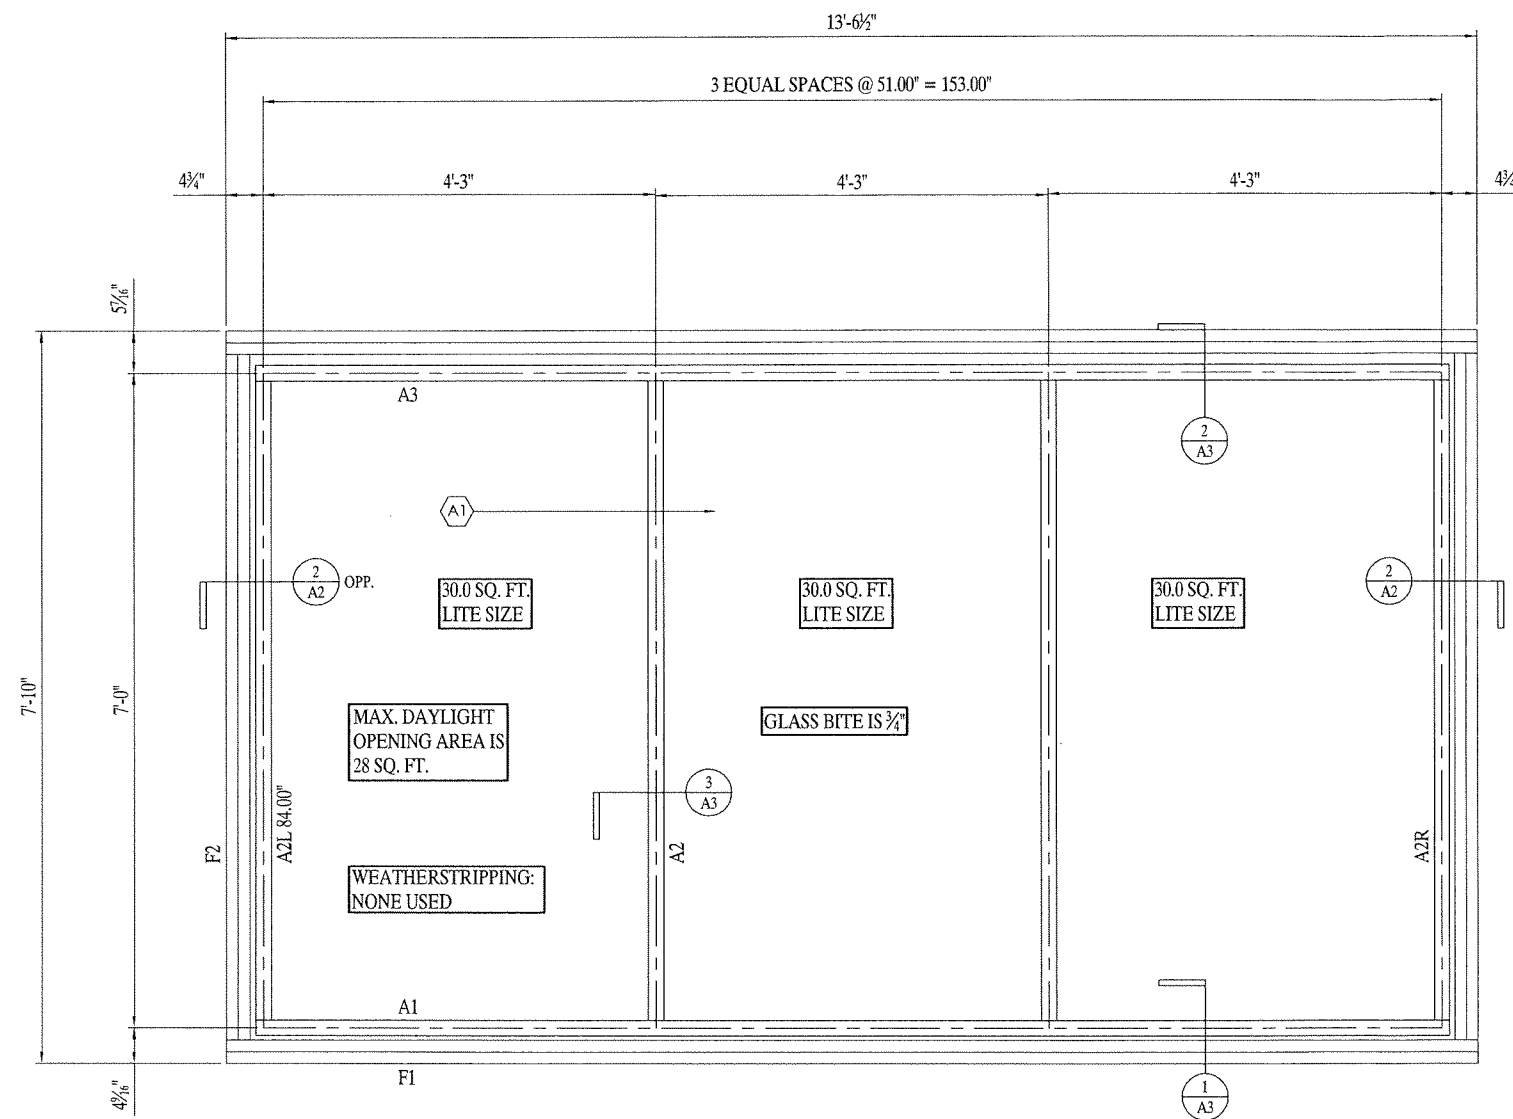 13'-6½"
3 EQUAL SPACES @ 51.00" = 153.00"
4¾"
4'-3"
4'-3"
4'-3"
4¾
5⁷⁄₁₆"
A3
2
A3
A1
2
A2
OPP.
30.0 SQ. FT.
LITE SIZE
30.0 SQ. FT.
LITE SIZE
30.0 SQ. FT.
LITE SIZE
2
A2
7'-10"
7'-0"
MAX. DAYLIGHT
OPENING AREA IS
28 SQ. FT.
GLASS BITE IS ¾"
3
A3
F2
A2L 84.00"
A2
A2R
WEATHERSTRIPPING:
NONE USED
A1
F1
4⁹⁄₁₆"
1
A3